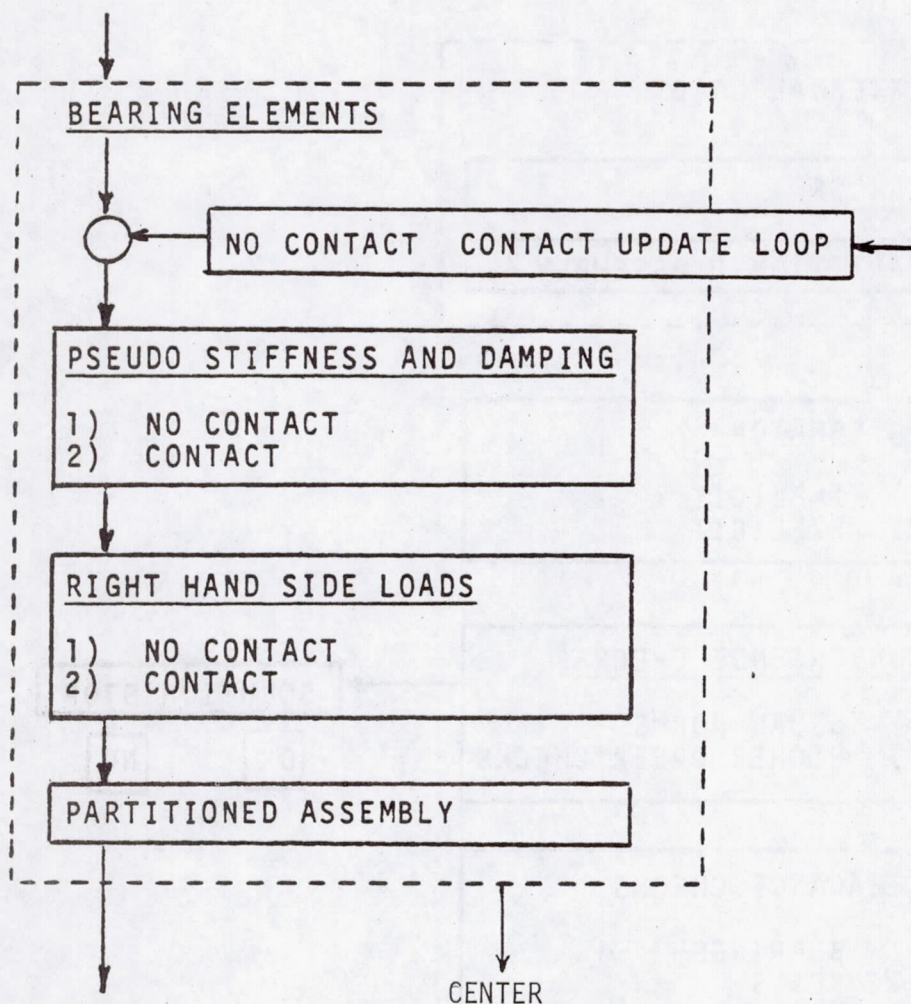 BEARING ELEMENTS
NO CONTACT CONTACT UPDATE LOOP
PSEUDO STIFFNESS AND DAMPING
1) NO CONTACT
2) CONTACT
RIGHT HAND SIDE LOADS
1) NO CONTACT
2) CONTACT
PARTITIONED ASSEMBLY
CENTER